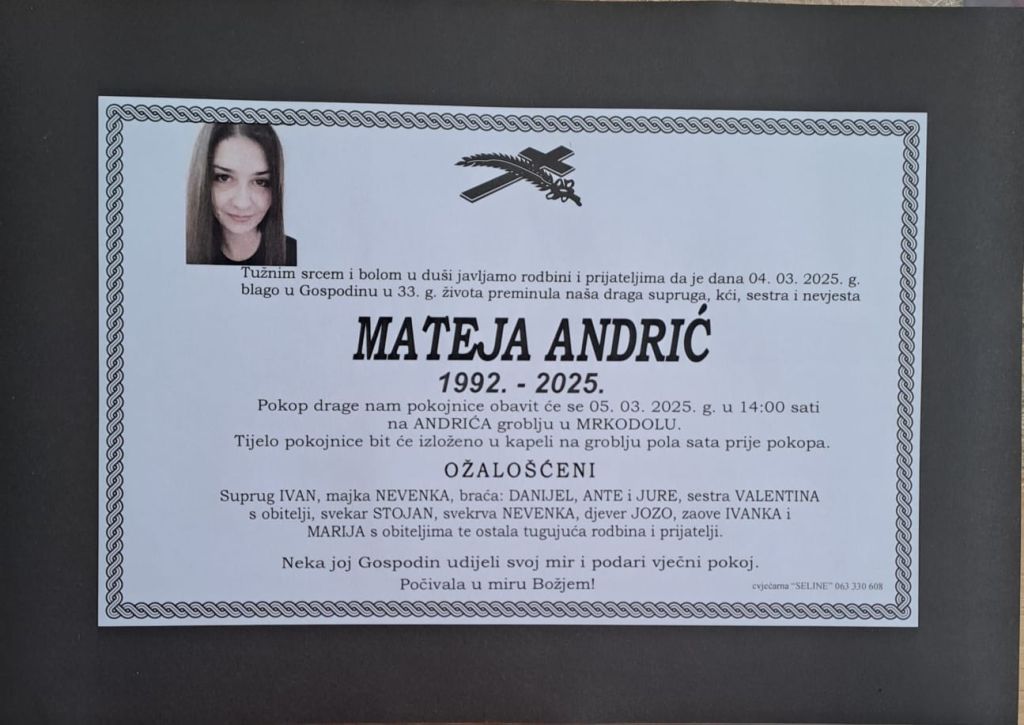 Tužnim srcem i bolom u duši javljamo rodbini i prijateljima da je dana 04. 03. 2025. g.
blago u Gospodinu u 33. g. života preminula naša draga supruga, kći, sestra i nevjesta
MATEJA ANDRIĆ
1992. - 2025.
Pokop drage nam pokojnice obavit će se 05. 03. 2025. g. u 14:00 sati
na ANDRIĆA groblju u MRKODOLU.
Tijelo pokojnice bit će izloženo u kapeli na groblju pola sata prije pokopa.
OŽALOŠĆENI
Suprug IVAN, majka NEVENKA, braća: DANIJEL, ANTE i JURE, sestra VALENTINA
s obitelji, svekar STOJAN, svekrva NEVENKA, djever JOZO, zaove IVANKA i
MARIJA s obiteljima te ostala tugujuća rodbina i prijatelji.
Neka joj Gospodin udijeli svoj mir i podari vječni pokoj.
Počivala u miru Božjem!
cvjećarna "SELINE" 063 330 608